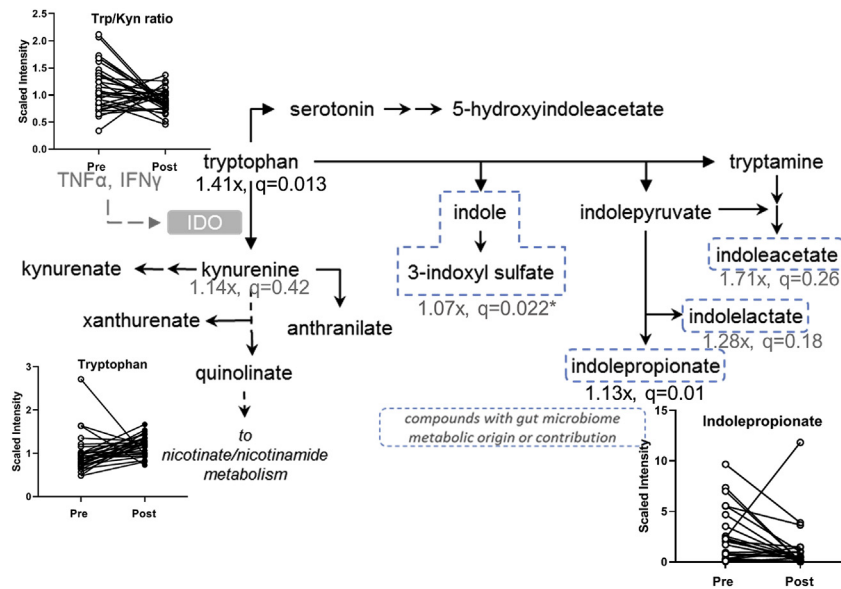 Trp/Kyn ratio
2.5
2.0
1.5
1.0
0.5
0.0
Scaled Intensity
Pre
Post
serotonin
5-hydroxyindoleacetate
tryptophan
1.41x, q=0.013
tryptamine
TNFα, IFNγ
IDO
indole
indolepyruvate
3-indoxyl sulfate
1.07x, q=0.022*
indoleacetate
1.71x, q=0.26
kynurenate
kynurenine
1.14x, q=0.42
xanthurenate
anthranilate
indolelactate
1.28x, q=0.18
quinolinate
indolepropionate
1.13x, q=0.01
to
nicotinate/nicotinamide
metabolism
compounds with gut microbiome
metabolic origin or contribution
Tryptophan
3
2
1
0
Scaled Intensity
Pre
Post
Indolepropionate
15
10
5
0
Scaled Intensity
Pre
Post